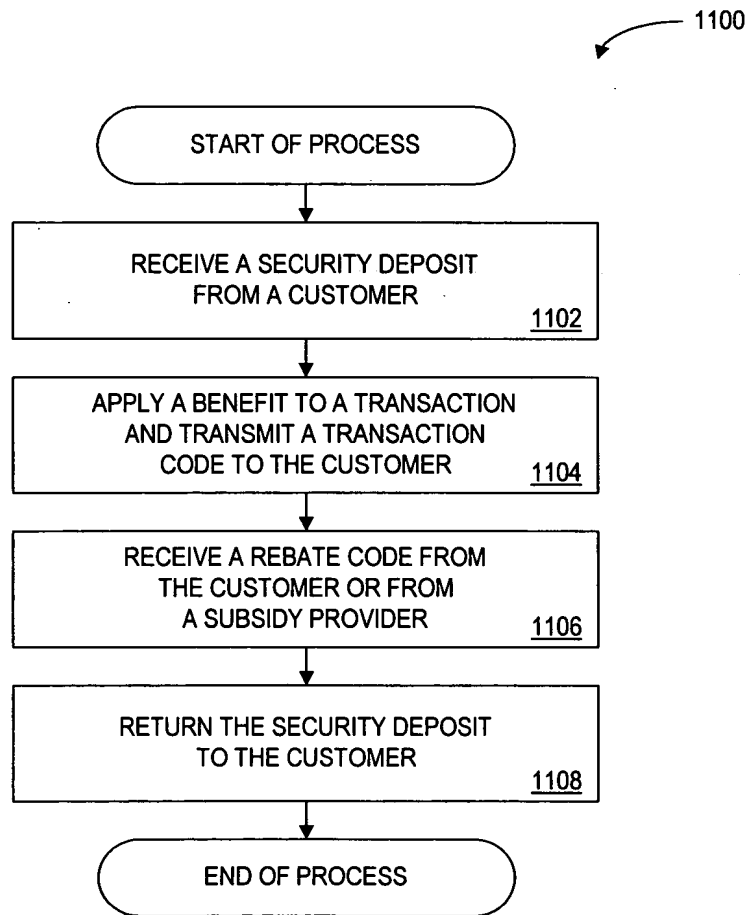 1100
START OF PROCESS
RECEIVE A SECURITY DEPOSIT
FROM A CUSTOMER
1102
APPLY A BENEFIT TO A TRANSACTION
AND TRANSMIT A TRANSACTION
CODE TO THE CUSTOMER
1104
RECEIVE A REBATE CODE FROM
THE CUSTOMER OR FROM
A SUBSIDY PROVIDER
1106
RETURN THE SECURITY DEPOSIT
TO THE CUSTOMER
1108
END OF PROCESS